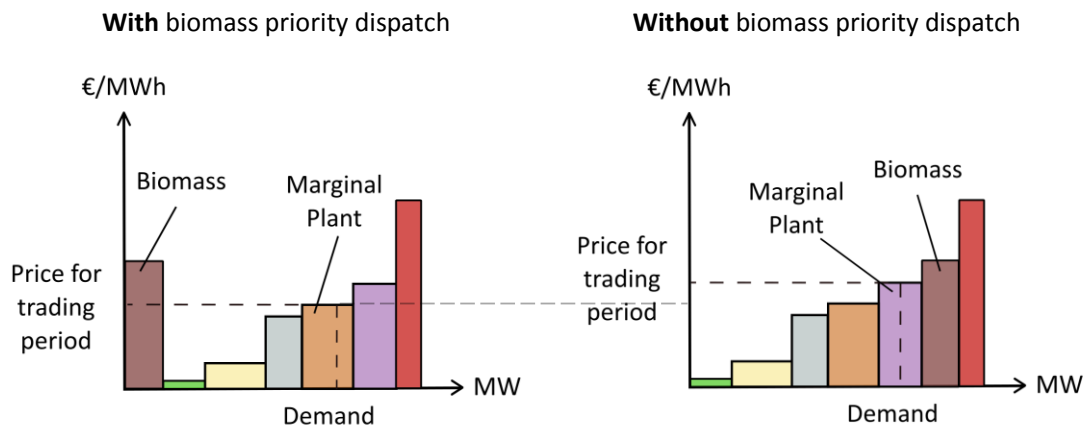 With biomass priority dispatch
€/MWh
Biomass
Marginal
Plant
Price for
trading
period
MW
Demand
Without biomass priority dispatch
€/MWh
Biomass
Marginal
Plant
Price for
trading
period
MW
Demand